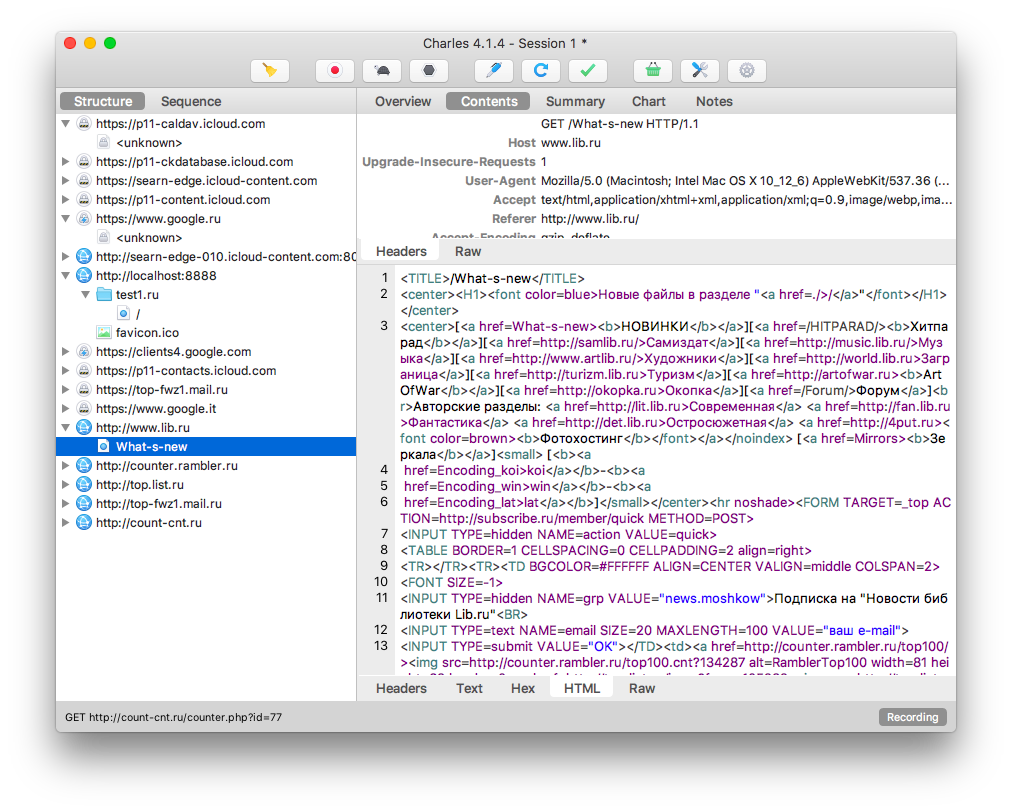 Charles 4.1.4 - Session 1 *
Structure
Sequence
https://p11-caldav.icloud.com
<unknown>
https://p11-ckdatabase.icloud.com
https://searn-edge.icloud-content.com
https://p11-content.icloud.com
https://www.google.ru
<unknown>
http://searn-edge-010.icloud-content.com:80
http://localhost:8888
test1.ru
/
favicon.ico
https://clients4.google.com
https://p11-contacts.icloud.com
https://top-fwz1.mail.ru
https://www.google.it
http://www.lib.ru
What-s-new
http://counter.rambler.ru
http://top.list.ru
http://top-fwz1.mail.ru
http://count-cnt.ru
Overview
Contents
Summary
Chart
Notes
GET /What-s-new HTTP/1.1
Host www.lib.ru
Upgrade-Insecure-Requests 1
User-Agent Mozilla/5.0 (Macintosh; Intel Mac OS X 10_12_6) AppleWebKit/537.36 (...
Accept text/html,application/xhtml+xml,application/xml;q=0.9,image/webp,ima...
Referer http://www.lib.ru/
Accept-Encoding gzip, deflate
Headers
Raw
1 <TITLE>/What-s-new</TITLE>
2 <center><H1><font color=blue>Новые файлы в разделе "<a href=./>/</a>"</font></H1>
</center>
3 <center>[<a href=What-s-new><b>НОВИНКИ</b></a>][<a href=/HITPARAD/><b>Хитпа
рад</b></a>][<a href=http://samlib.ru/>Самиздат</a>][<a href=http://music.lib.ru/>Муз
ыка</a>][<a href=http://www.artlib.ru/>Художники</a>][<a href=http://world.lib.ru>Загр
аница</a>][<a href=http://turizm.lib.ru>Туризм</a>][<a href=http://artofwar.ru><b>Art
OfWar</b></a>][<a href=http://okopka.ru>Окопка</a>][<a href=/Forum/>Форум</a>]<b
r>Авторские разделы: <a href=http://lit.lib.ru>Современная</a> <a href=http://fan.lib.ru
>Фантастика</a> <a href=http://det.lib.ru>Остросюжетная</a> <a href=http://4put.ru><
font color=brown><b>Фотохостинг</b></font></a></noindex> [<a href=Mirrors><b>Зе
ркала</b></a>]<small> [<b><a
4 href=Encoding_koi>koi</a></b>-<b><a
5 href=Encoding_win>win</a></b>-<b><a
6 href=Encoding_lat>lat</a></b>]</small></center><hr noshade><FORM TARGET=_top AC
TION=http://subscribe.ru/member/quick METHOD=POST>
7 <INPUT TYPE=hidden NAME=action VALUE=quick>
8 <TABLE BORDER=1 CELLSPACING=0 CELLPADDING=2 align=right>
9 <TR></TR><TR><TD BGCOLOR=#FFFFFF ALIGN=CENTER VALIGN=middle COLSPAN=2>
10 <FONT SIZE=-1>
11 <INPUT TYPE=hidden NAME=grp VALUE="news.moshkow">Подписка на "Новости биб
лиотеки Lib.ru"<BR>
12 <INPUT TYPE=text NAME=email SIZE=20 MAXLENGTH=100 VALUE="ваш e-mail">
13 <INPUT TYPE=submit VALUE="OK"></TD><td><a href=http://counter.rambler.ru/top100/
><img src=http://counter.rambler.ru/top100.cnt?134287 alt=RamblerTop100 width=81 hei
Headers
Text
Hex
HTML
Raw
GET http://count-cnt.ru/counter.php?id=77
Recording